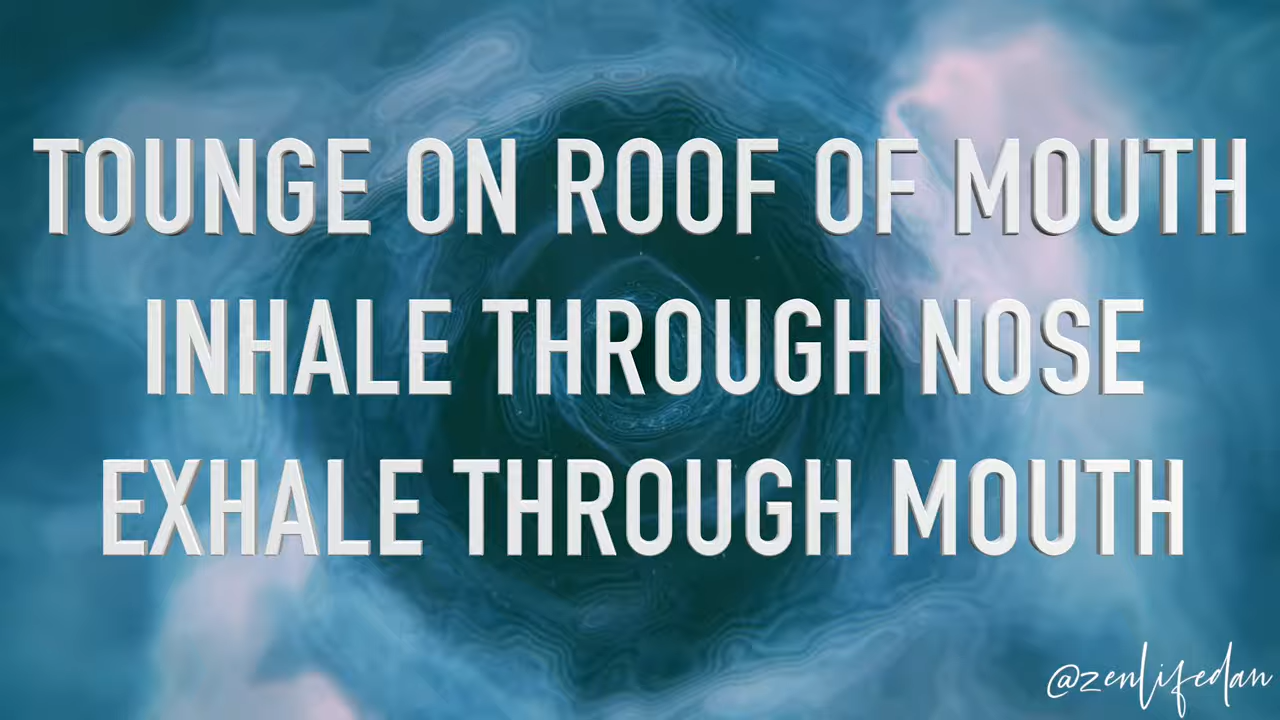 TOUNGE ON ROOF OF MOUTH
INHALE THROUGH NOSE
EXHALE THROUGH MOUTH
@zenlifedan